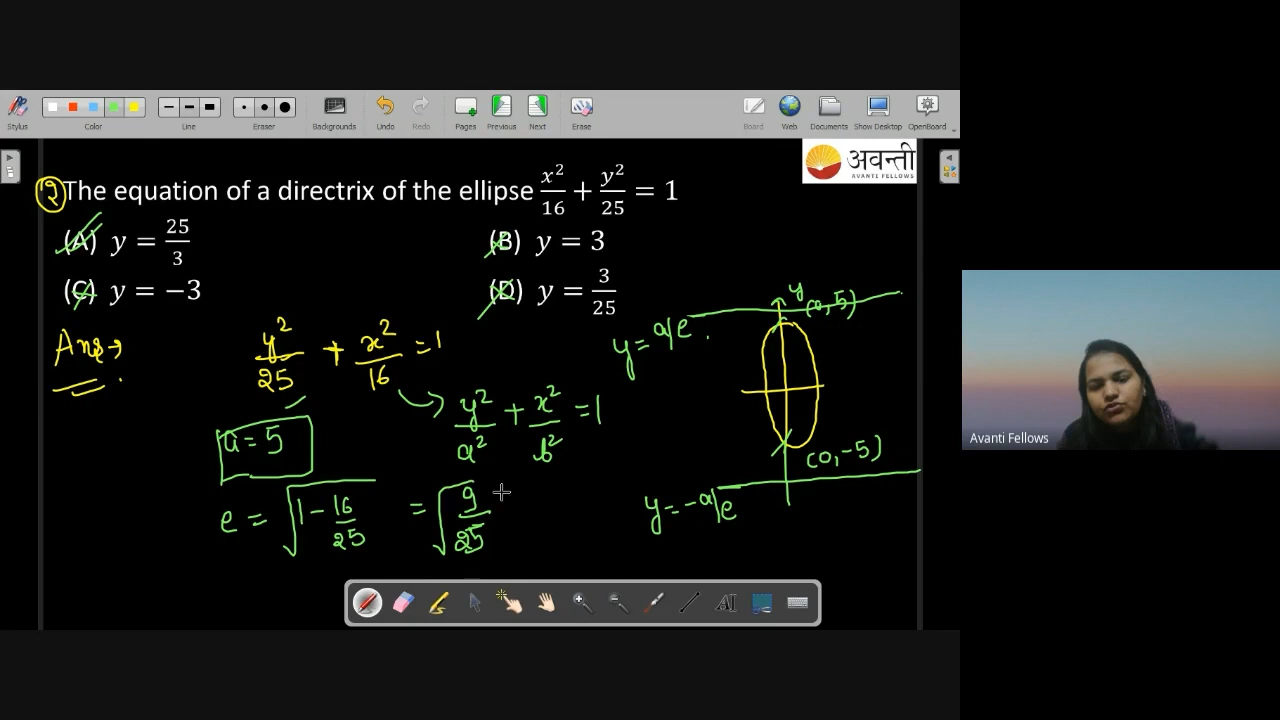 Stylus
Color
Line
Eraser
Backgrounds
Undo
Redo
Pages
Previous
Next
Erase
Board
Web
Documents
Show Desktop
OpenBoard
अवन्ती
AVANTI FELLOWS
2 The equation of a directrix of the ellipse x²/16 + y²/25 = 1
(A) y = 25/3
(B) y = 3
(C) y = −3
(D) y = 3/25
Ans →
y²/25 + x²/16 = 1
y
(0, 5)
y = a/e .
a = 5
y²/a² + x²/b² = 1
(0, -5)
e = √(1 - 16/25) = √(9/25)
y = -a/e
AI
Avanti Fellows